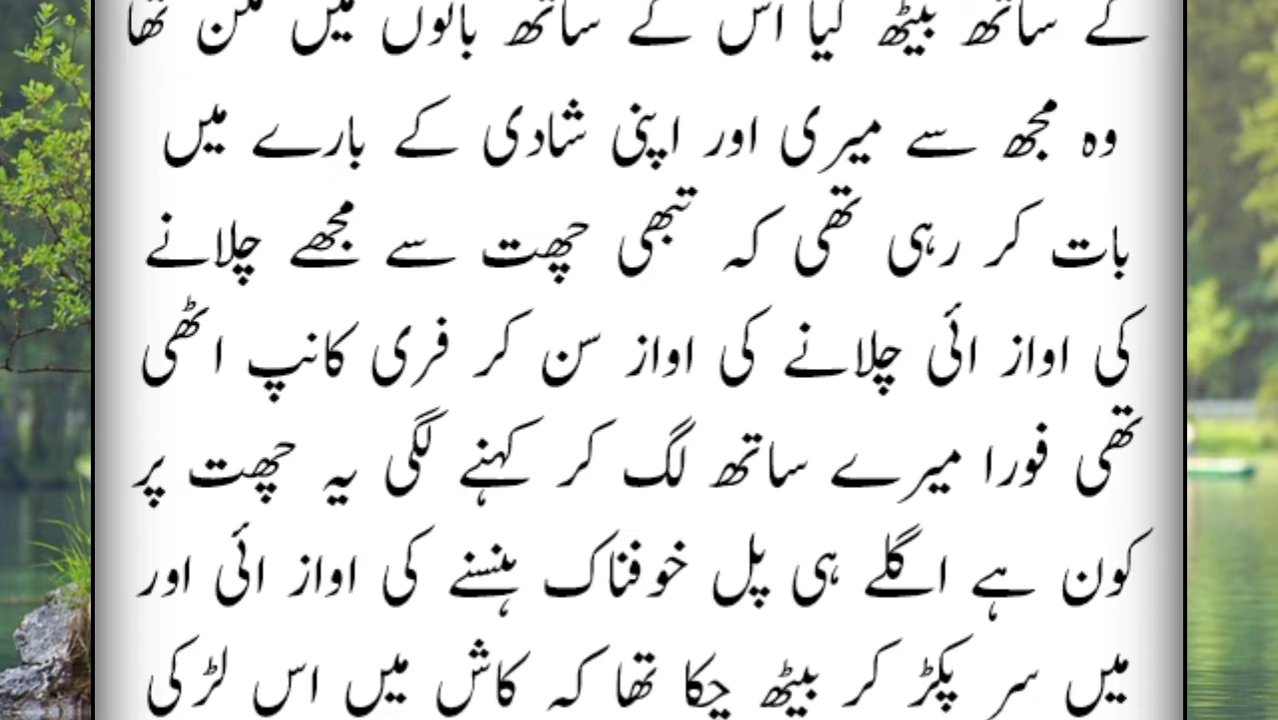 کے ساتھ بیٹھ گیا اس کے ساتھ باتوں میں مگن تھا
وہ مجھ سے میری اور اپنی شادی کے بارے میں
بات کر رہی تھی کہ تبھی چھت سے مجھے چلانے
کی اواز ائی چلانے کی اواز سن کر فری کانپ اٹھی
تھی فورا میرے ساتھ لگ کر کہنے لگی یہ چھت پر
کون ہے اگلے ہی پل خوفناک ہنسنے کی اواز ائی اور
میں سر پکڑ کر بیٹھ چکا تھا کہ کاش میں اس لڑکی